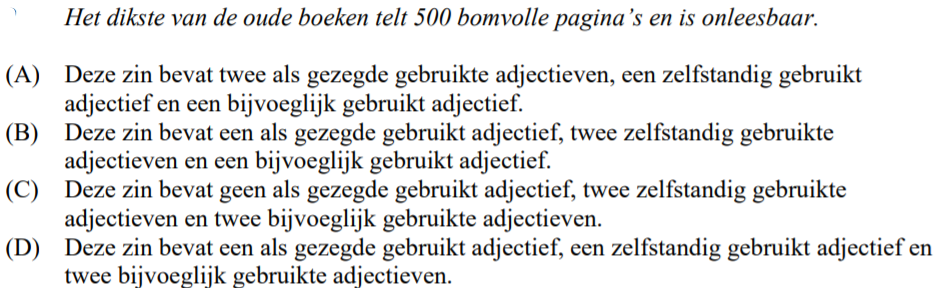 Het dikste van de oude boeken telt 500 bomvolle pagina’s en is onleesbaar.
(A) Deze zin bevat twee als gezegde gebruikte adjectieven, een zelfstandig gebruikt
adjectief en een bijvoeglijk gebruikt adjectief.
(B) Deze zin bevat een als gezegde gebruikt adjectief, twee zelfstandig gebruikte
adjectieven en een bijvoeglijk gebruikt adjectief.
(C) Deze zin bevat geen als gezegde gebruikt adjectief, twee zelfstandig gebruikte
adjectieven en twee bijvoeglijk gebruikte adjectieven.
(D) Deze zin bevat een als gezegde gebruikt adjectief, een zelfstandig gebruikt adjectief en
twee bijvoeglijk gebruikte adjectieven.